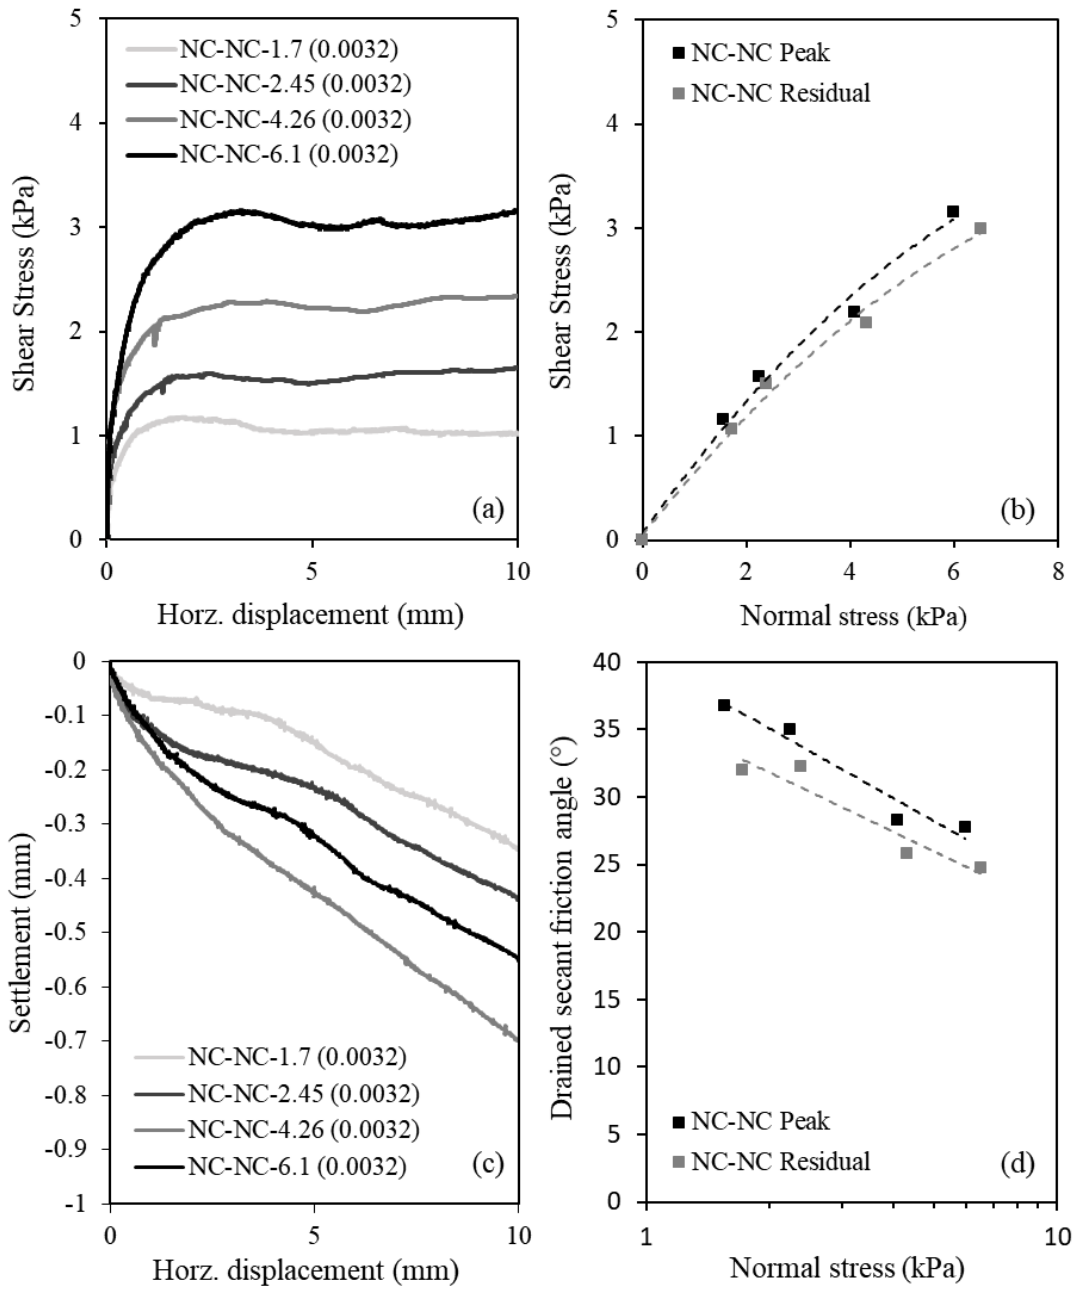 5
4
3
2
1
0
Shear Stress (kPa)
NC-NC-1.7 (0.0032)
NC-NC-2.45 (0.0032)
NC-NC-4.26 (0.0032)
NC-NC-6.1 (0.0032)
(a)
0 5 10
Horz. displacement (mm)
5
4
3
2
1
0
Shear Stress (kPa)
NC-NC Peak
NC-NC Residual
(b)
0 2 4 6 8
Normal stress (kPa)
0
-0.1
-0.2
-0.3
-0.4
-0.5
-0.6
-0.7
-0.8
-0.9
-1
Settlement (mm)
NC-NC-1.7 (0.0032)
NC-NC-2.45 (0.0032)
NC-NC-4.26 (0.0032)
NC-NC-6.1 (0.0032)
(c)
0 5 10
Horz. displacement (mm)
40
35
30
25
20
15
10
5
0
Drained secant friction angle (°)
NC-NC Peak
NC-NC Residual
(d)
1 10
Normal stress (kPa)